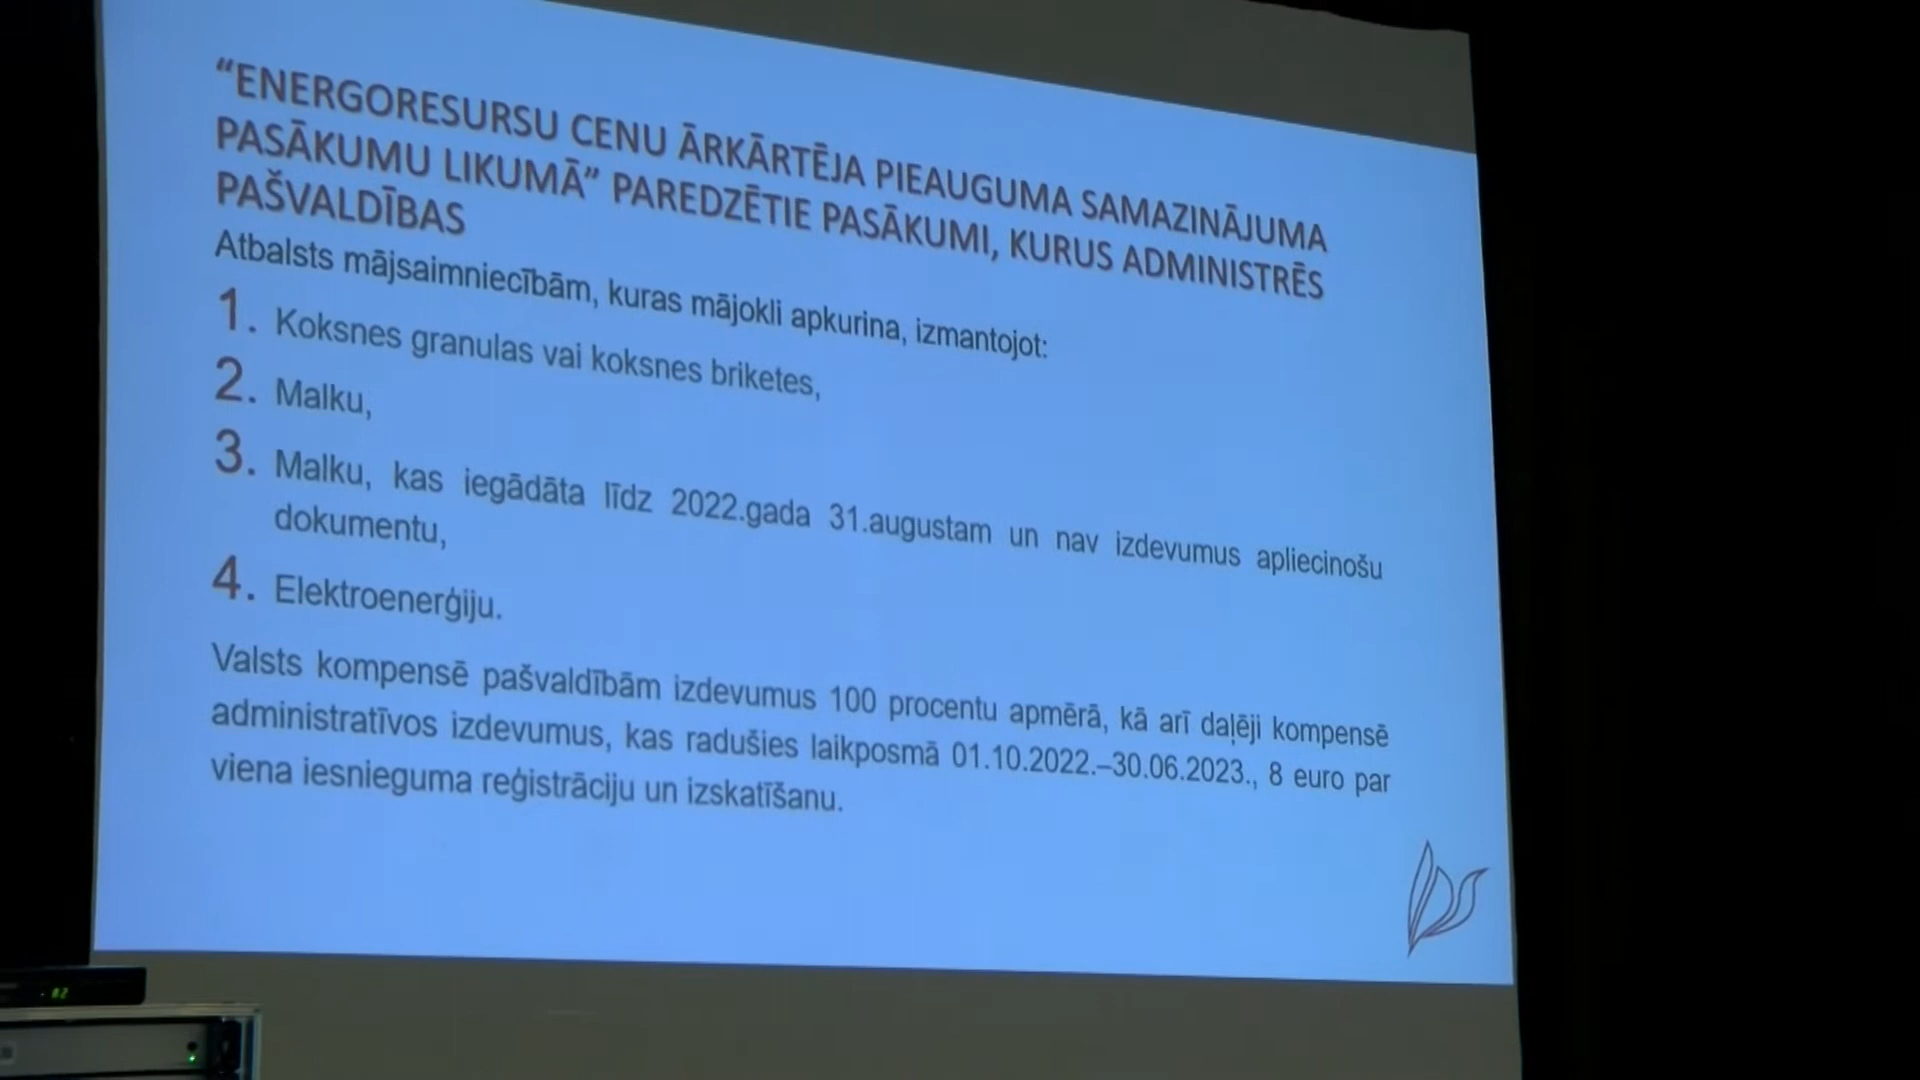 “ENERGORESURSU CENU ĀRKĀRTĒJA PIEAUGUMA SAMAZINĀJUMA
PASĀKUMU LIKUMĀ” PAREDZĒTIE PASĀKUMI, KURUS ADMINISTRĒS
PAŠVALDĪBAS
Atbalsts mājsaimniecībām, kuras mājokli apkurina, izmantojot:
1. Koksnes granulas vai koksnes briketes,
2. Malku,
3. Malku, kas iegādāta līdz 2022.gada 31.augustam un nav izdevumus apliecinošu
dokumentu,
4. Elektroenerģiju.
Valsts kompensē pašvaldībām izdevumus 100 procentu apmērā, kā arī daļēji kompensē
administratīvos izdevumus, kas radušies laikposmā 01.10.2022.–30.06.2023., 8 euro par
viena iesnieguma reģistrāciju un izskatīšanu.